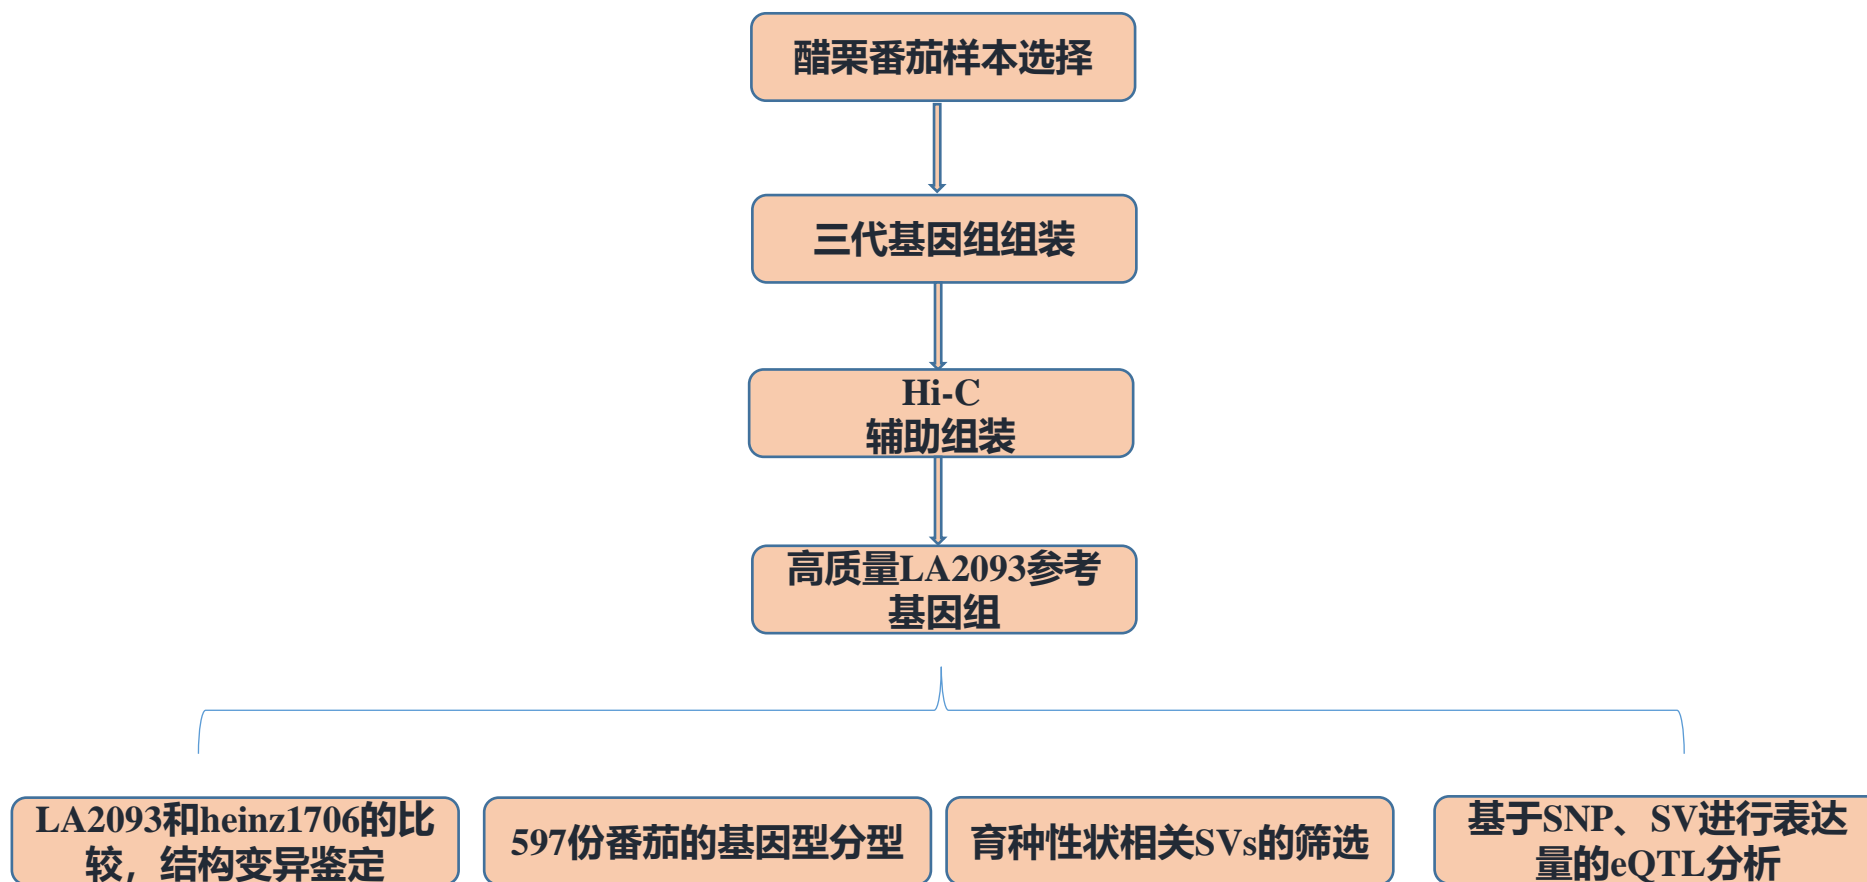 醋栗番茄样本选择
三代基因组组装
Hi-C
辅助组装
高质量LA2093参考
基因组
LA2093和heinz1706的比
较，结构变异鉴定
597份番茄的基因型分型
育种性状相关SVs的筛选
基于SNP、SV进行表达
量的eQTL分析